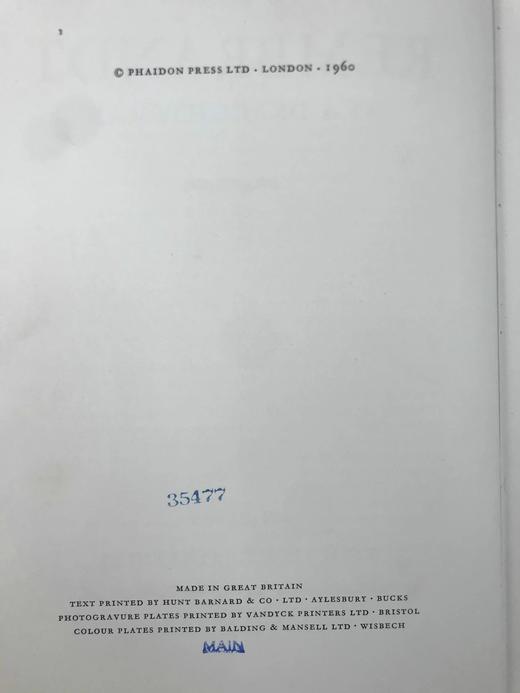 © PHAIDON PRESS LTD · LONDON · 1960
35477
MADE IN GREAT BRITAIN
TEXT PRINTED BY HUNT BARNARD & CO · LTD · AYLESBURY · BUCKS
PHOTOGRAVURE PLATES PRINTED BY VANDYCK PRINTERS LTD · BRISTOL
COLOUR PLATES PRINTED BY BALDING & MANSELL LTD · WISBECH
MAIN